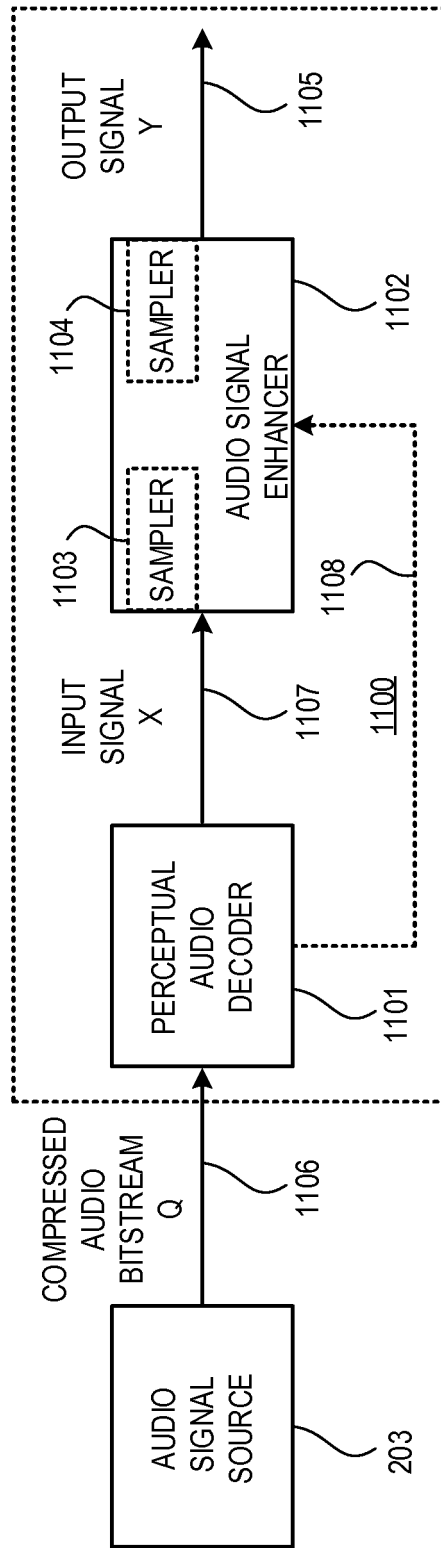 AUDIO
SIGNAL
SOURCE
203
COMPRESSED
AUDIO
BITSTREAM
Q
1106
PERCEPTUAL
AUDIO
DECODER
1101
INPUT
SIGNAL
X
1107
1103
SAMPLER
1104
SAMPLER
AUDIO SIGNAL
ENHANCER
1102
OUTPUT
SIGNAL
Y
1105
1108
1100